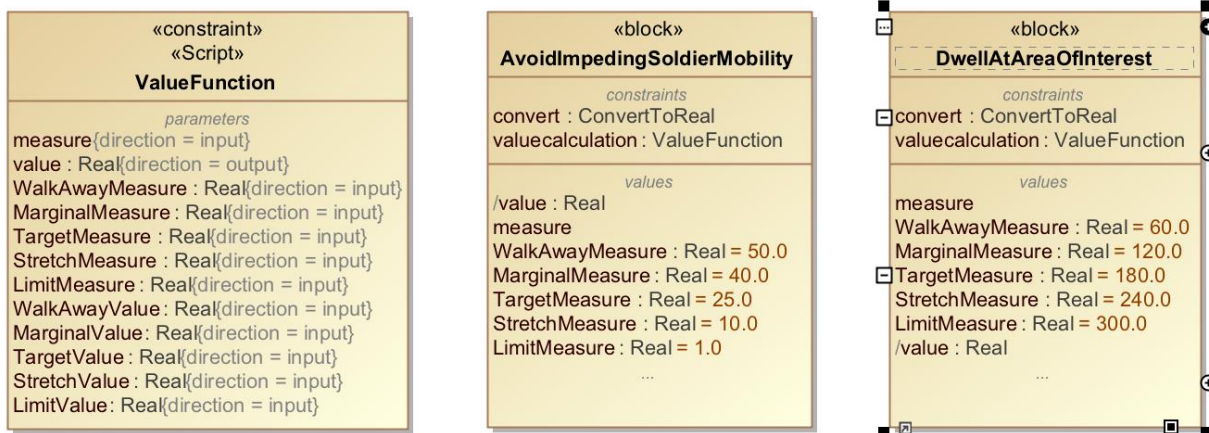 «constraint»
«Script»
ValueFunction
parameters
measure{direction = input}
value : Real{direction = output}
WalkAwayMeasure : Real{direction = input}
MarginalMeasure : Real{direction = input}
TargetMeasure : Real{direction = input}
StretchMeasure : Real{direction = input}
LimitMeasure : Real{direction = input}
WalkAwayValue : Real{direction = input}
MarginalValue : Real{direction = input}
TargetValue : Real{direction = input}
StretchValue : Real{direction = input}
LimitValue : Real{direction = input}
«block»
AvoidImpedingSoldierMobility
constraints
convert : ConvertToReal
valuecalculation : ValueFunction
values
/value : Real
measure
WalkAwayMeasure : Real = 50.0
MarginalMeasure : Real = 40.0
TargetMeasure : Real = 25.0
StretchMeasure : Real = 10.0
LimitMeasure : Real = 1.0
...
«block»
DwellAtAreaOfInterest
constraints
convert : ConvertToReal
valuecalculation : ValueFunction
values
measure
WalkAwayMeasure : Real = 60.0
MarginalMeasure : Real = 120.0
TargetMeasure : Real = 180.0
StretchMeasure : Real = 240.0
LimitMeasure : Real = 300.0
/value : Real
...